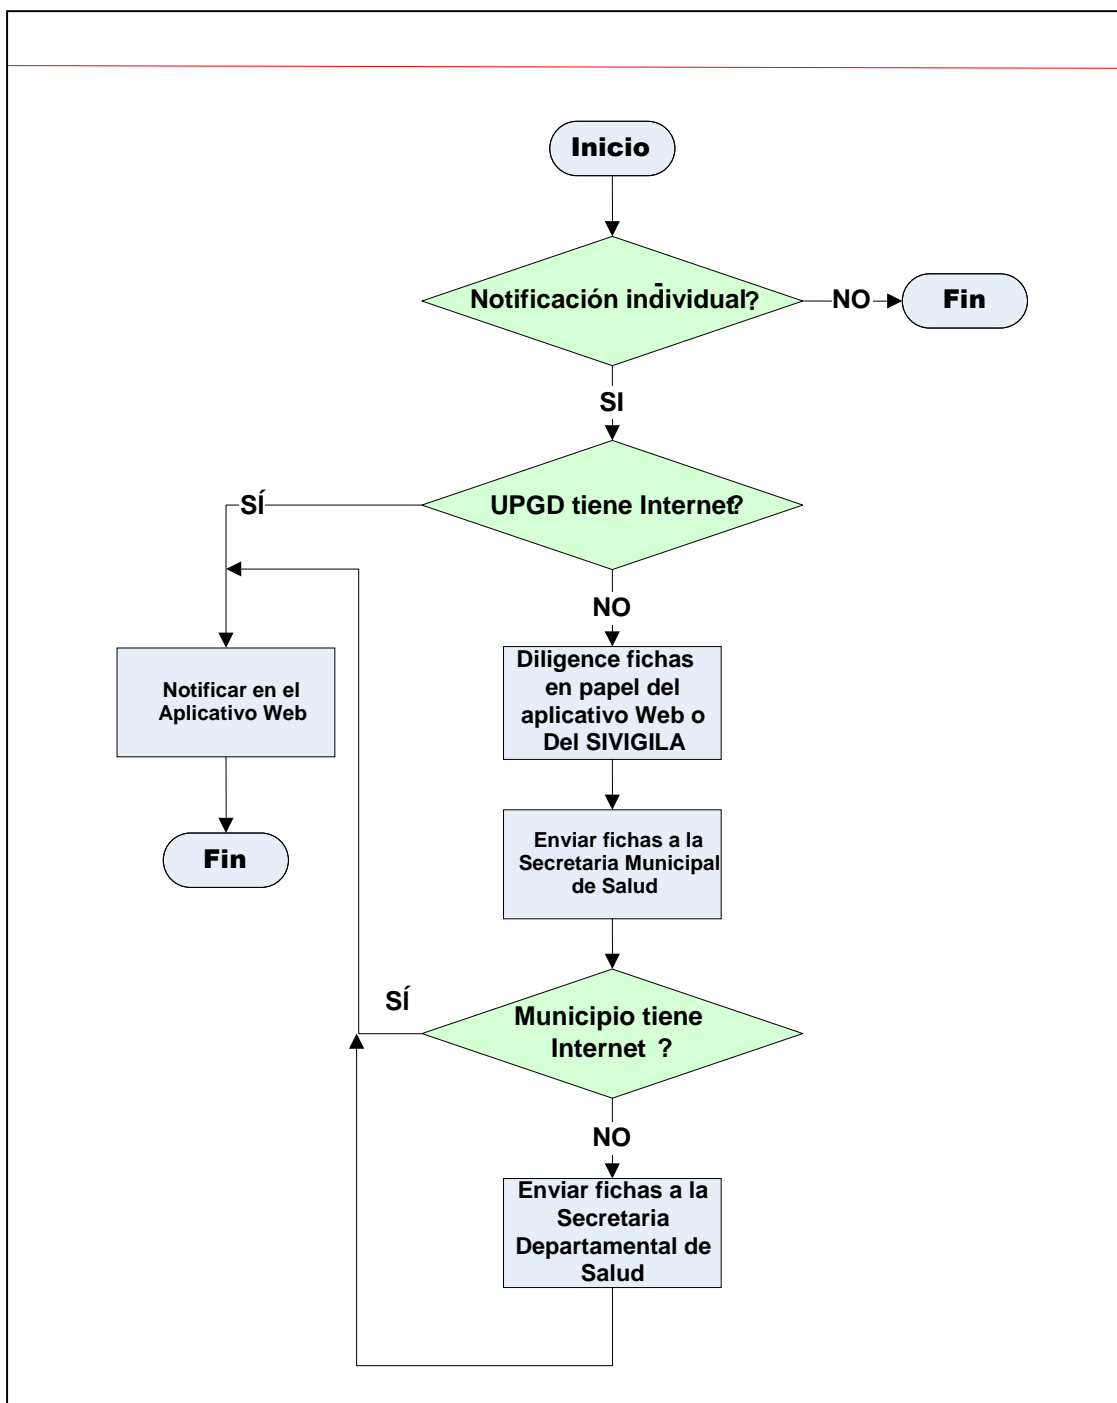 Inicio
Notificación individual?
NO
Fin
SI
UPGD tiene Internet?
SÍ
NO
Notificar en el
Aplicativo Web
Diligence fichas
en papel del
aplicativo Web o
Del SIVIGILA
Fin
Enviar fichas a la
Secretaria Municipal
de Salud
SÍ
Municipio tiene
Internet ?
NO
Enviar fichas a la
Secretaria
Departamental de
Salud